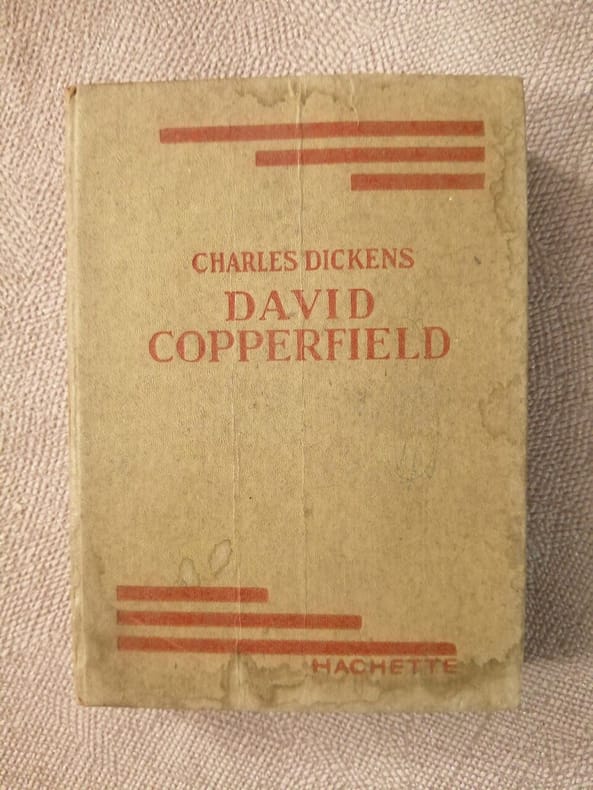 CHARLES DICKENS
DAVID
COPPERFIELD
HACHETTE